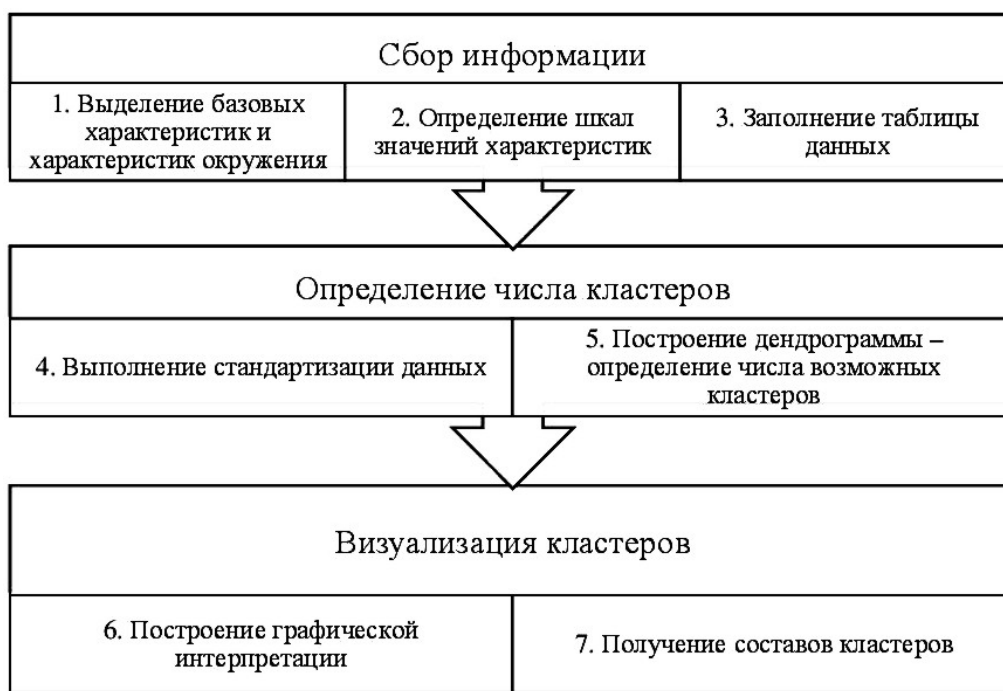 Сбор информации
1. Выделение базовых
характеристик и
характеристик окружения
2. Определение шкал
значений характеристик
3. Заполнение таблицы
данных
Определение числа кластеров
4. Выполнение стандартизации данных
5. Построение дендрограммы –
определение числа возможных
кластеров
Визуализация кластеров
6. Построение графической
интерпретации
7. Получение составов кластеров